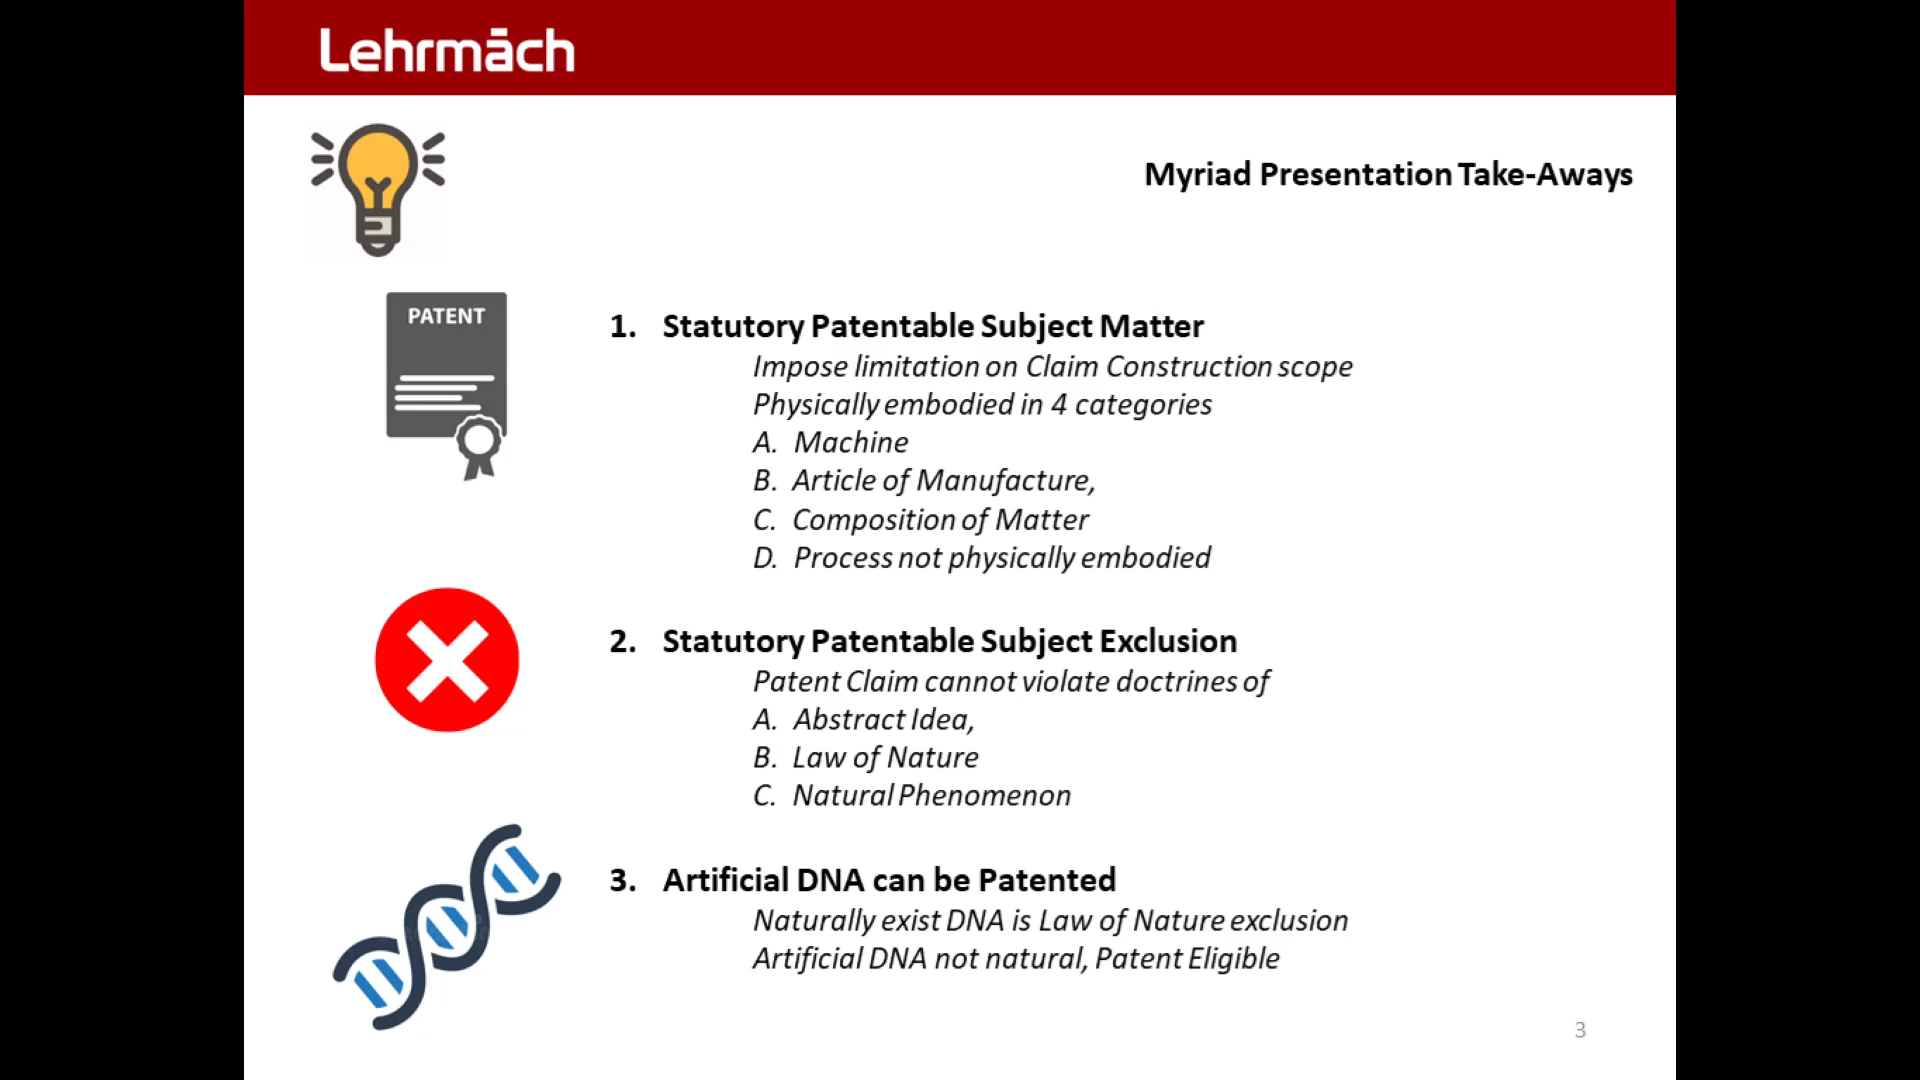 Lehrmāch
Myriad Presentation Take-Aways
PATENT
1. Statutory Patentable Subject Matter
Impose limitation on Claim Construction scope
Physically embodied in 4 categories
A. Machine
B. Article of Manufacture,
C. Composition of Matter
D. Process not physically embodied
2. Statutory Patentable Subject Exclusion
Patent Claim cannot violate doctrines of
A. Abstract Idea,
B. Law of Nature
C. Natural Phenomenon
3. Artificial DNA can be Patented
Naturally exist DNA is Law of Nature exclusion
Artificial DNA not natural, Patent Eligible
3